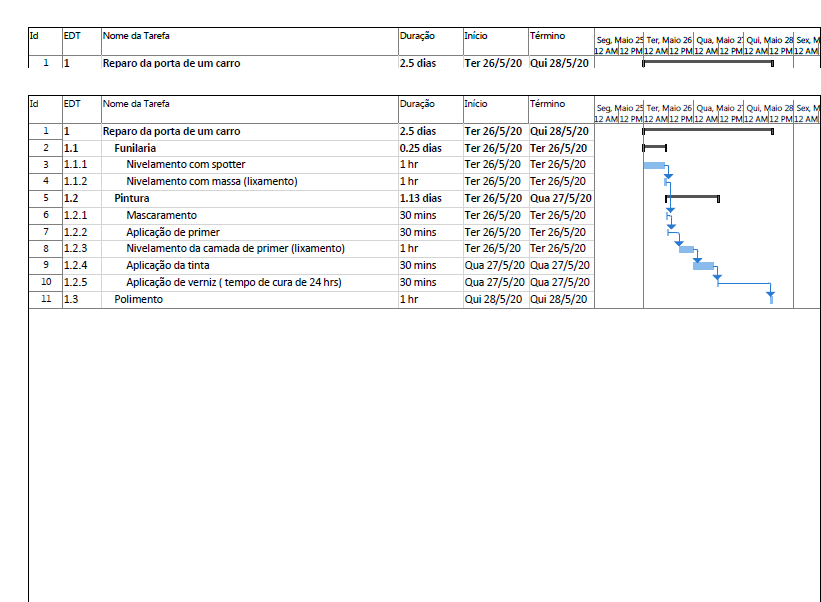 Id EDT Nome da Tarefa Duração Início Término Seg, Maio 25 Ter, Maio 26 Qua, Maio 27 Qui, Maio 28 Sex, M
12 AM 12 PM 12 AM 12 PM 12 AM 12 PM 12 AM 12 PM 12 AM
1 1 Reparo da porta de um carro 2.5 dias Ter 26/5/20 Qui 28/5/20
Id EDT Nome da Tarefa Duração Início Término Seg, Maio 25 Ter, Maio 26 Qua, Maio 27 Qui, Maio 28 Sex, M
12 AM 12 PM 12 AM 12 PM 12 AM 12 PM 12 AM 12 PM 12 AM
1 1 Reparo da porta de um carro 2.5 dias Ter 26/5/20 Qui 28/5/20
2 1.1 Funilaria 0.25 dias Ter 26/5/20 Ter 26/5/20
3 1.1.1 Nivelamento com spotter 1 hr Ter 26/5/20 Ter 26/5/20
4 1.1.2 Nivelamento com massa (lixamento) 1 hr Ter 26/5/20 Ter 26/5/20
5 1.2 Pintura 1.13 dias Ter 26/5/20 Qua 27/5/20
6 1.2.1 Mascaramento 30 mins Ter 26/5/20 Ter 26/5/20
7 1.2.2 Aplicação de primer 30 mins Ter 26/5/20 Ter 26/5/20
8 1.2.3 Nivelamento da camada de primer (lixamento) 1 hr Ter 26/5/20 Ter 26/5/20
9 1.2.4 Aplicação da tinta 30 mins Qua 27/5/20 Qua 27/5/20
10 1.2.5 Aplicação de verniz ( tempo de cura de 24 hrs) 30 mins Qua 27/5/20 Qua 27/5/20
11 1.3 Polimento 1 hr Qui 28/5/20 Qui 28/5/20